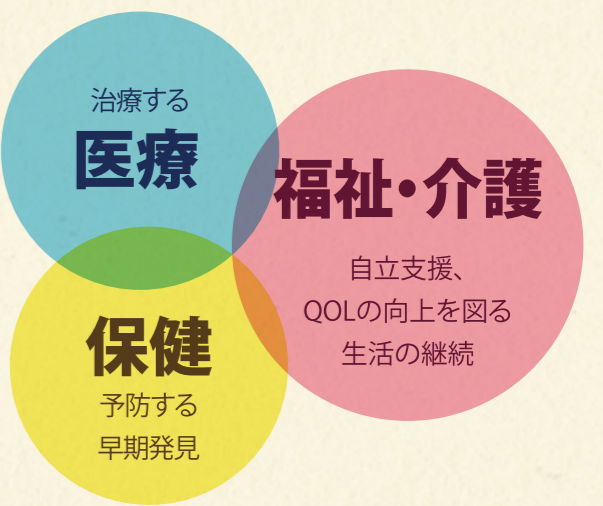 治療する
医療
福祉・介護
自立支援、
QOLの向上を図る
生活の継続
保健
予防する
早期発見